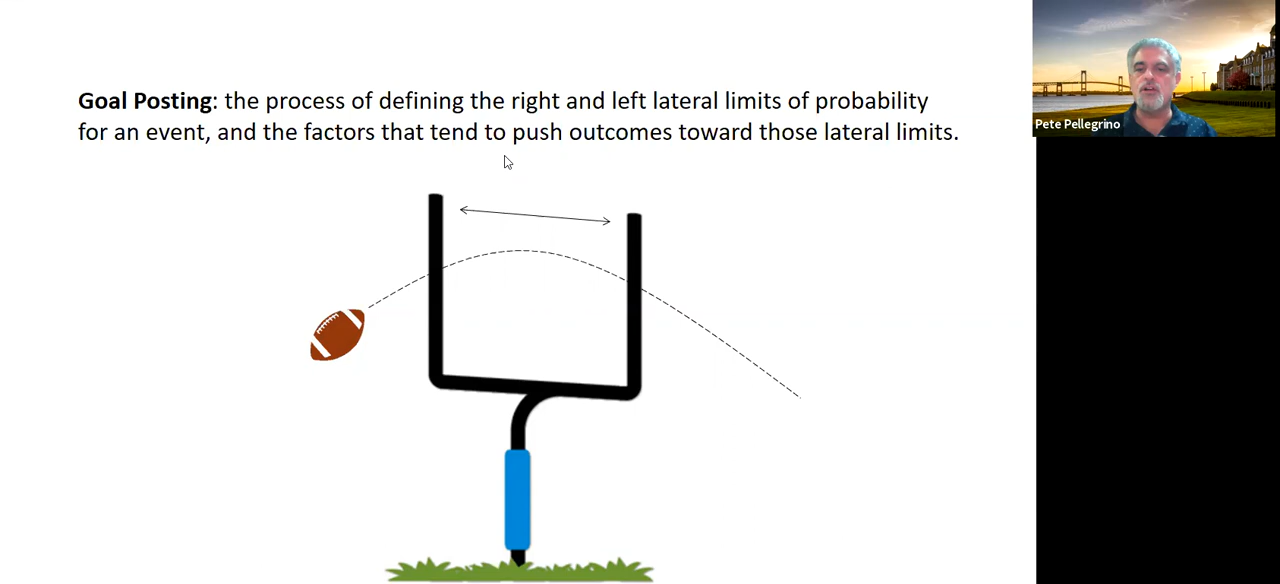 Goal Posting: the process of defining the right and left lateral limits of probability
for an event, and the factors that tend to push outcomes toward those lateral limits.
Pete Pellegrino